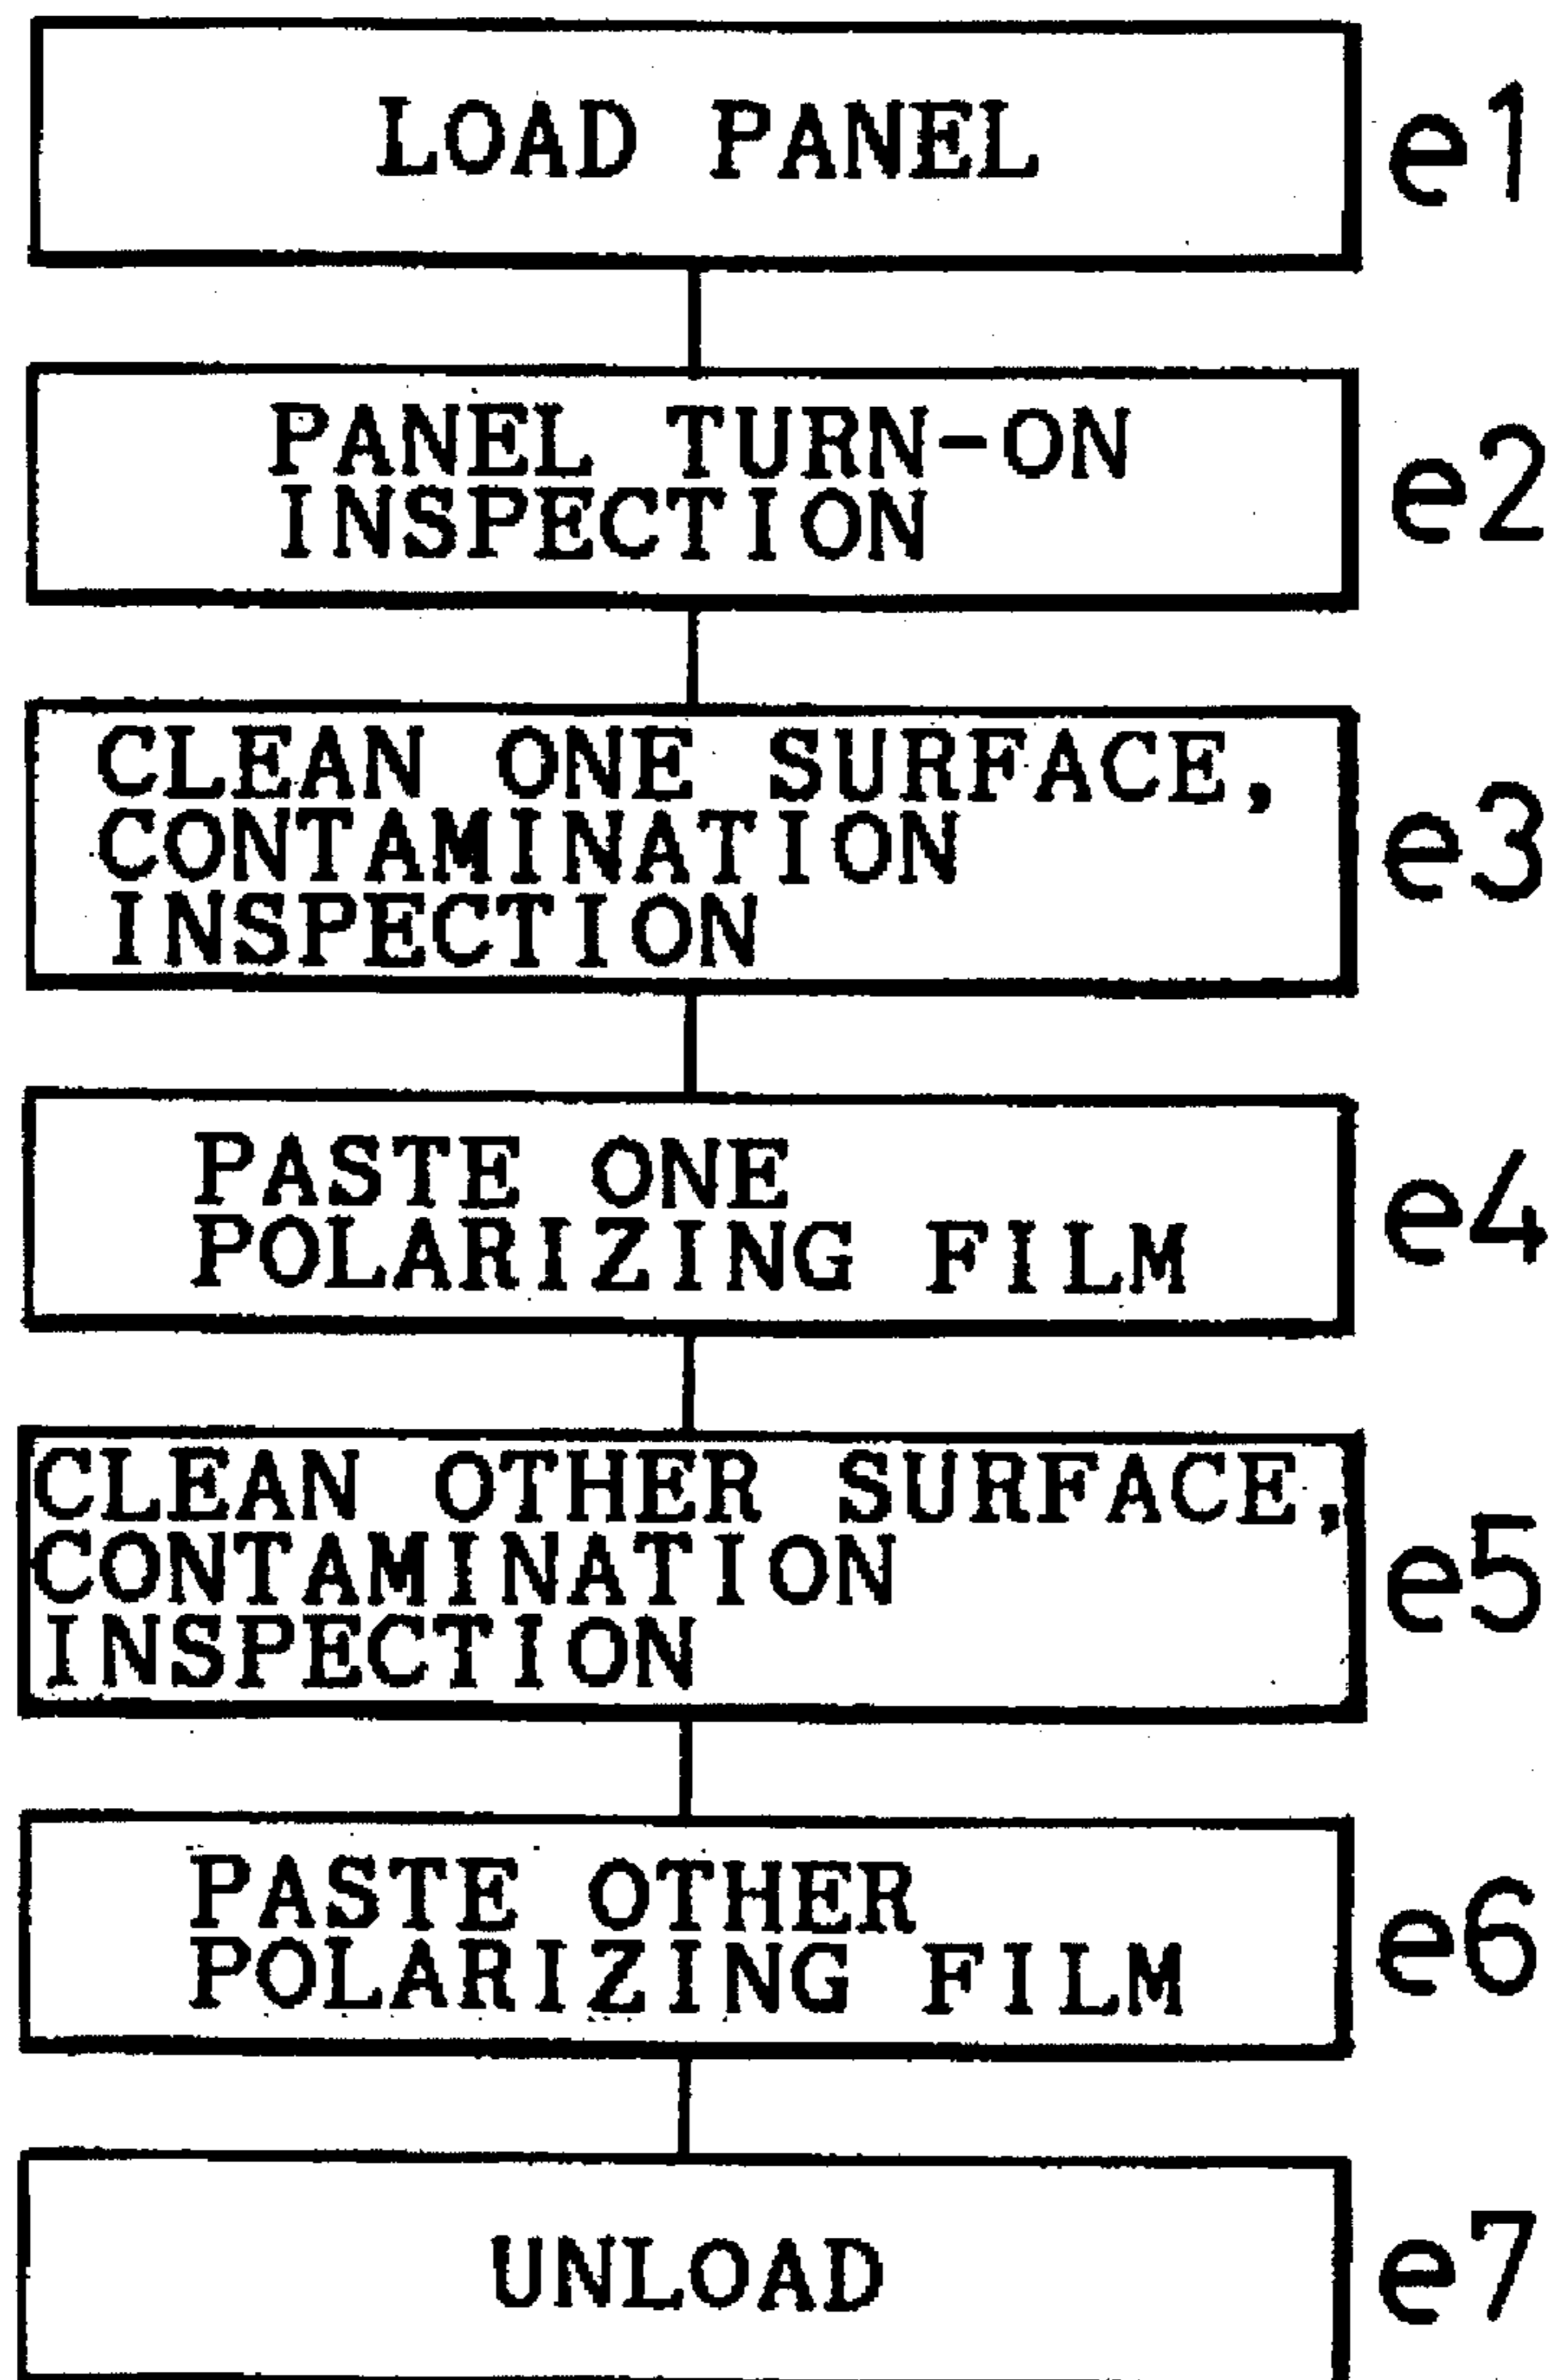 LOAD PANEL
e1
PANEL TURN-ON
INSPECTION
e2
CLEAN ONE SURFACE,
CONTAMINATION
INSPECTION
e3
PASTE ONE
POLARIZING FILM
e4
CLEAN OTHER SURFACE,
CONTAMINATION
INSPECTION
e5
PASTE OTHER
POLARIZING FILM
e6
UNLOAD
e7